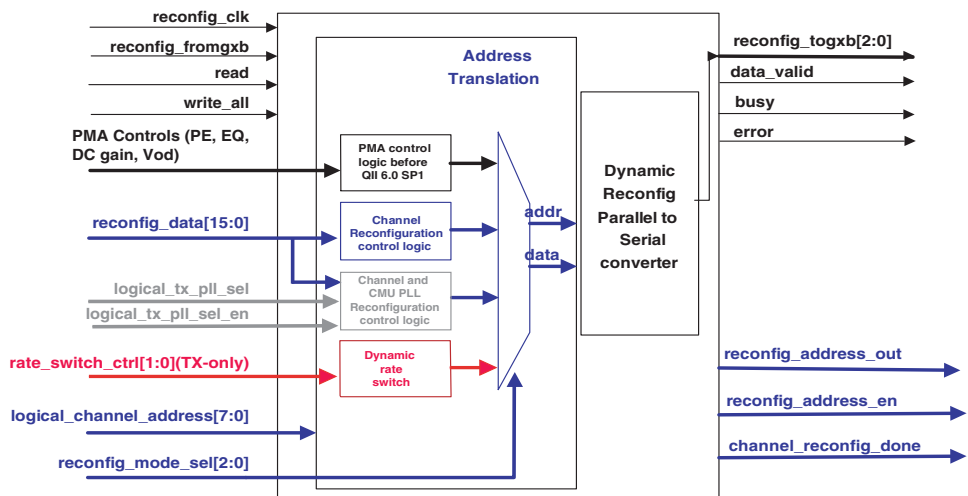 reconfig_clk
reconfig_fromgxb
read
write_all
PMA Controls (PE, EQ,
DC gain, Vod)
reconfig_data[15:0]
logical_tx_pll_sel
logical_tx_pll_sel_en
rate_switch_ctrl[1:0](TX-only)
logical_channel_address[7:0]
reconfig_mode_sel[2:0]
Address
Translation
PMA control
logic before
QII 6.0 SP1
Channel
Reconfiguration
control logic
Channel and
CMU PLL
Reconfiguration
control logic
Dynamic
rate
switch
addr
data
Dynamic
Reconfig
Parallel to
Serial
converter
reconfig_togxb[2:0]
data_valid
busy
error
reconfig_address_out
reconfig_address_en
channel_reconfig_done